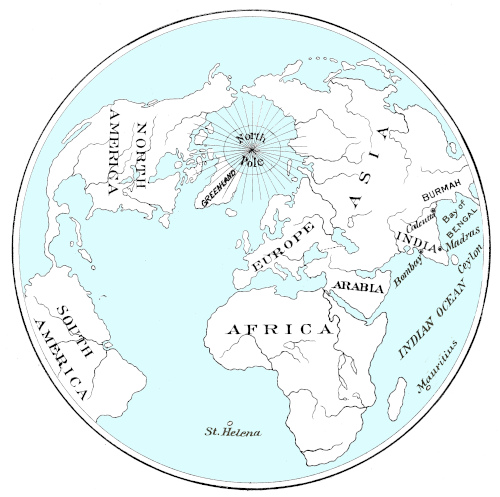 North
Pole
NORTH
AMERICA
GREENLAND
ASIA
BURMAH
Calcutta
Bay of
BENGAL
INDIA
Madras
Bombay
Ceylon
EUROPE
ARABIA
AFRICA
INDIAN OCEAN
Mauritius
SOUTH
AMERICA
St. Helena